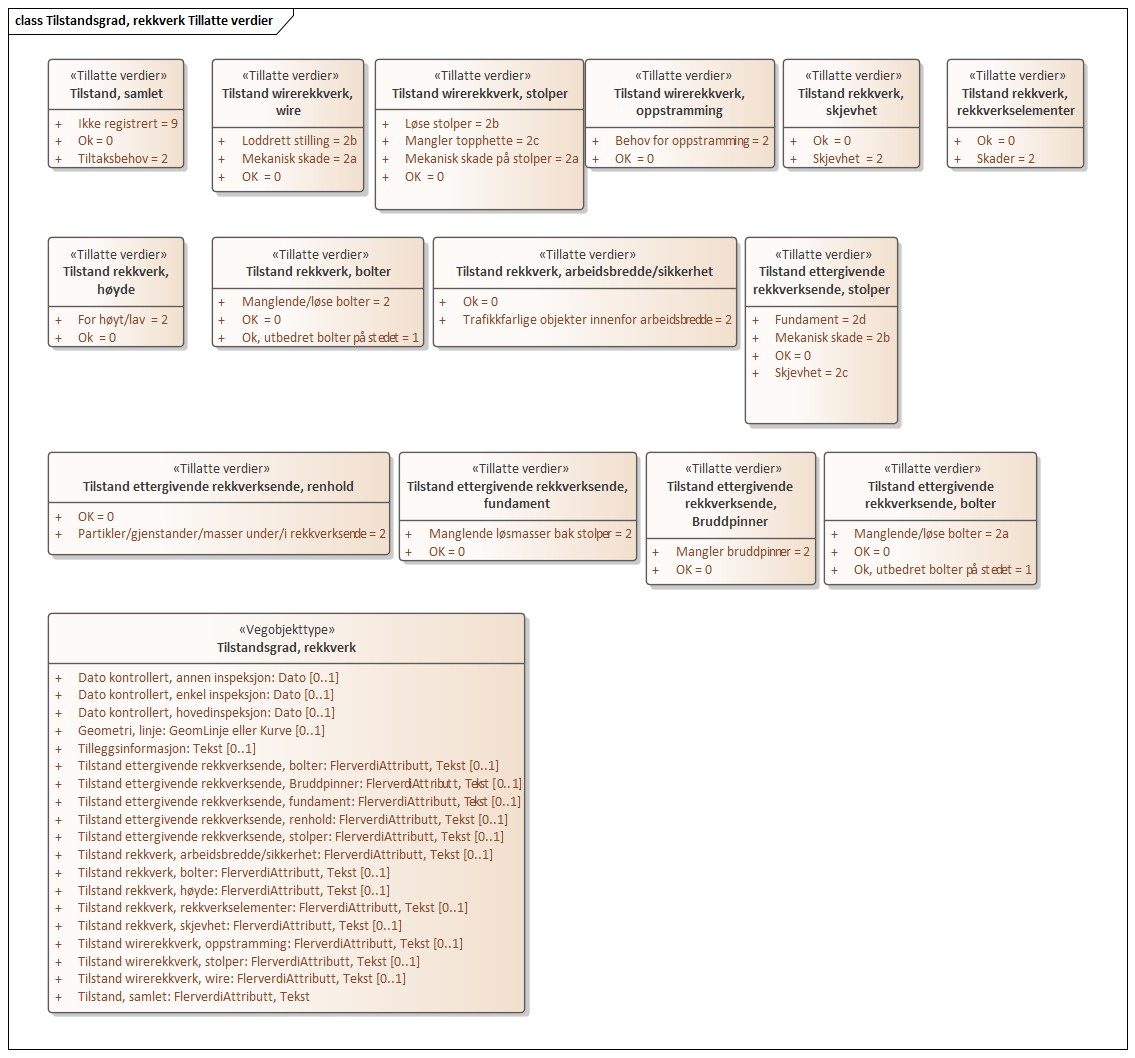 class Tilstandsgrad, rekkverk Tillatte verdier
«Tillatte verdier»
Tilstand, samlet
+ Ikke registrert = 9
+ Ok = 0
+ Tiltaksbehov = 2
«Tillatte verdier»
Tilstand wirerekkverk,
wire
+ Loddrett stilling = 2b
+ Mekanisk skade = 2a
+ OK = 0
«Tillatte verdier»
Tilstand wirerekkverk, stolper
+ Løse stolper = 2b
+ Mangler topphette = 2c
+ Mekanisk skade på stolper = 2a
+ OK = 0
«Tillatte verdier»
Tilstand wirerekkverk,
oppstramming
+ Behov for oppstramming = 2
+ OK = 0
«Tillatte verdier»
Tilstand rekkverk,
skjevhet
+ Ok = 0
+ Skjevhet = 2
«Tillatte verdier»
Tilstand rekkverk,
rekkverkselementer
+ Ok = 0
+ Skader = 2
«Tillatte verdier»
Tilstand rekkverk,
høyde
+ For høyt/lav = 2
+ Ok = 0
«Tillatte verdier»
Tilstand rekkverk, bolter
+ Manglende/løse bolter = 2
+ OK = 0
+ Ok, utbedret bolter på stedet = 1
«Tillatte verdier»
Tilstand rekkverk, arbeidsbredde/sikkerhet
+ Ok = 0
+ Trafikkfarlige objekter innenfor arbeidsbredde = 2
«Tillatte verdier»
Tilstand ettergivende
rekkverksende, stolper
+ Fundament = 2d
+ Mekanisk skade = 2b
+ OK = 0
+ Skjevhet = 2c
«Tillatte verdier»
Tilstand ettergivende rekkverksende, renhold
+ OK = 0
+ Partikler/gjenstander/masser under/i rekkverksende = 2
«Tillatte verdier»
Tilstand ettergivende rekkverksende,
fundament
+ Manglende løsmasser bak stolper = 2
+ OK = 0
«Tillatte verdier»
Tilstand ettergivende
rekkverksende,
Bruddpinner
+ Mangler bruddpinner = 2
+ OK = 0
«Tillatte verdier»
Tilstand ettergivende
rekkverksende, bolter
+ Manglende/løse bolter = 2a
+ OK = 0
+ Ok, utbedret bolter på stedet = 1
«Vegobjekttype»
Tilstandsgrad, rekkverk
+ Dato kontrollert, annen inspeksjon: Dato [0..1]
+ Dato kontrollert, enkel inspeksjon: Dato [0..1]
+ Dato kontrollert, hovedinspeksjon: Dato [0..1]
+ Geometri, linje: GeomLinje eller Kurve [0..1]
+ Tilleggsinformasjon: Tekst [0..1]
+ Tilstand ettergivende rekkverksende, bolter: FlerverdiAttributt, Tekst [0..1]
+ Tilstand ettergivende rekkverksende, Bruddpinner: FlerverdiAttributt, Tekst [0..1]
+ Tilstand ettergivende rekkverksende, fundament: FlerverdiAttributt, Tekst [0..1]
+ Tilstand ettergivende rekkverksende, renhold: FlerverdiAttributt, Tekst [0..1]
+ Tilstand ettergivende rekkverksende, stolper: FlerverdiAttributt, Tekst [0..1]
+ Tilstand rekkverk, arbeidsbredde/sikkerhet: FlerverdiAttributt, Tekst [0..1]
+ Tilstand rekkverk, bolter: FlerverdiAttributt, Tekst [0..1]
+ Tilstand rekkverk, høyde: FlerverdiAttributt, Tekst [0..1]
+ Tilstand rekkverk, rekkverkselementer: FlerverdiAttributt, Tekst [0..1]
+ Tilstand rekkverk, skjevhet: FlerverdiAttributt, Tekst [0..1]
+ Tilstand wirerekkverk, oppstramming: FlerverdiAttributt, Tekst [0..1]
+ Tilstand wirerekkverk, stolper: FlerverdiAttributt, Tekst [0..1]
+ Tilstand wirerekkverk, wire: FlerverdiAttributt, Tekst [0..1]
+ Tilstand, samlet: FlerverdiAttributt, Tekst